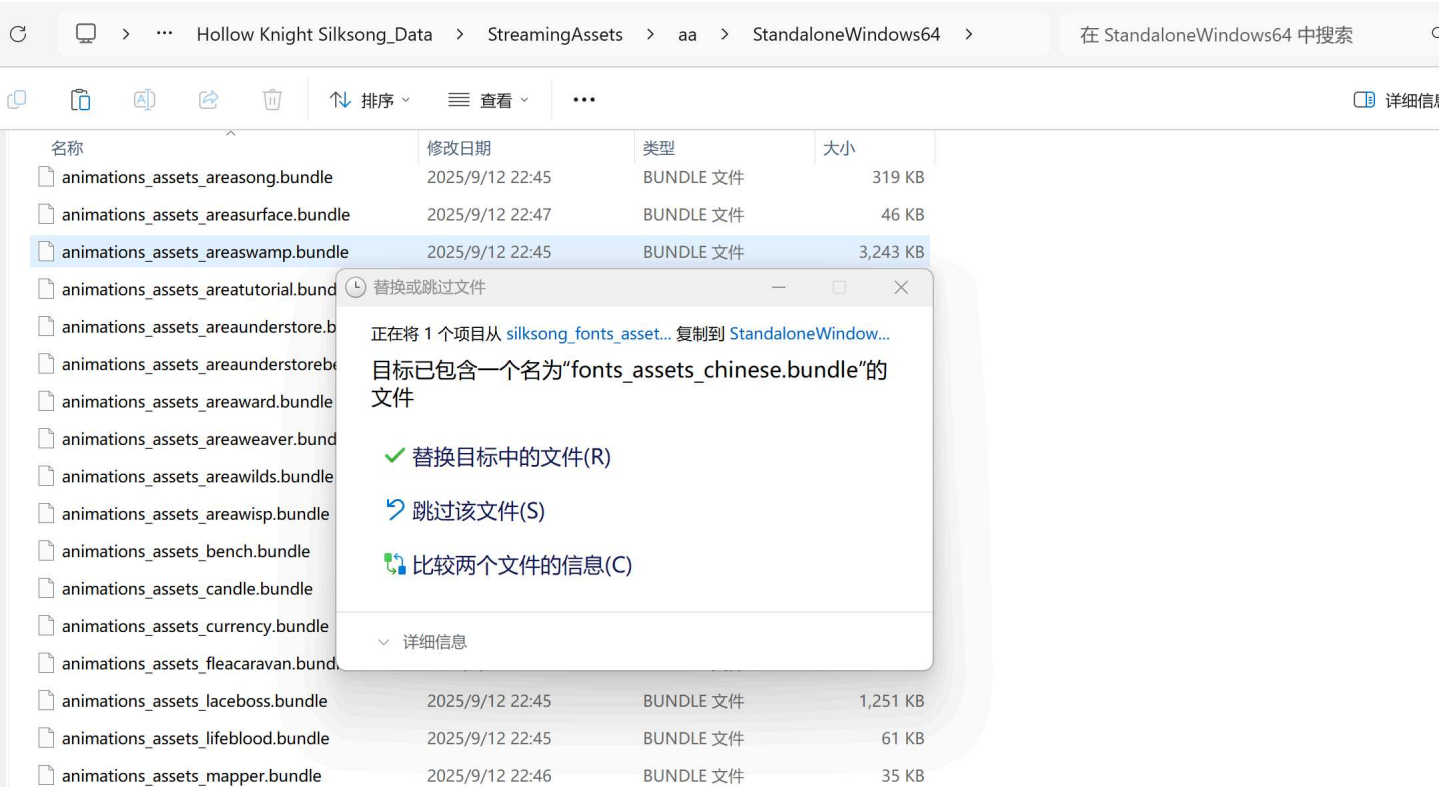 … > Hollow Knight Silksong_Data > StreamingAssets > aa > StandaloneWindows64 > 在 StandaloneWindows64 中搜索
排序 查看 ••• 详细信息
名称 修改日期 类型 大小
animations_assets_areasong.bundle 2025/9/12 22:45 BUNDLE 文件 319 KB
animations_assets_areasurface.bundle 2025/9/12 22:47 BUNDLE 文件 46 KB
animations_assets_areaswamp.bundle 2025/9/12 22:45 BUNDLE 文件 3,243 KB
animations_assets_areatutorial.bund
animations_assets_areaunderstore.b
animations_assets_areaunderstorebe
animations_assets_areaward.bundle
animations_assets_areaweaver.bund
animations_assets_areawilds.bundle
animations_assets_areawisp.bundle
animations_assets_bench.bundle
animations_assets_candle.bundle
animations_assets_currency.bundle
animations_assets_fleacaravan.bundl
替换或跳过文件
正在将 1 个项目从 silksong_fonts_asset... 复制到 StandaloneWindow...
目标已包含一个名为“fonts_assets_chinese.bundle”的
文件
替换目标中的文件(R)
跳过该文件(S)
比较两个文件的信息(C)
详细信息
animations_assets_laceboss.bundle 2025/9/12 22:45 BUNDLE 文件 1,251 KB
animations_assets_lifeblood.bundle 2025/9/12 22:45 BUNDLE 文件 61 KB
animations_assets_mapper.bundle 2025/9/12 22:46 BUNDLE 文件 35 KB